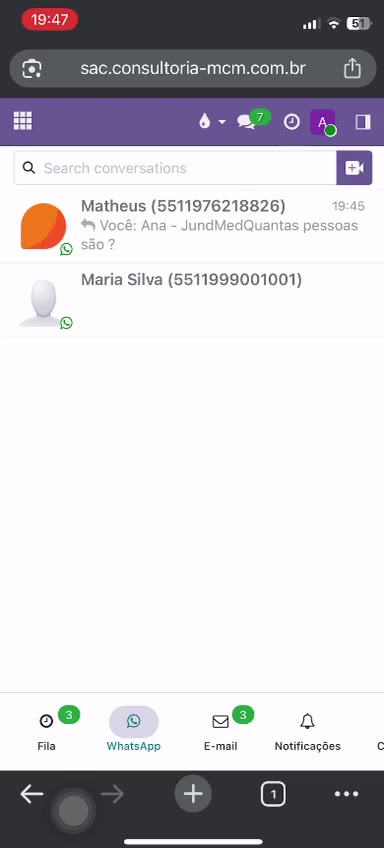 19:47
51
sac.consultoria-mcm.com.br
7
A
Search conversations
Matheus (5511976218826)
19:45
Você: Ana - JundMedQuantas pessoas
são ?
Maria Silva (5511999001001)
3
3
Fila
WhatsApp
E-mail
Notificações
C
1